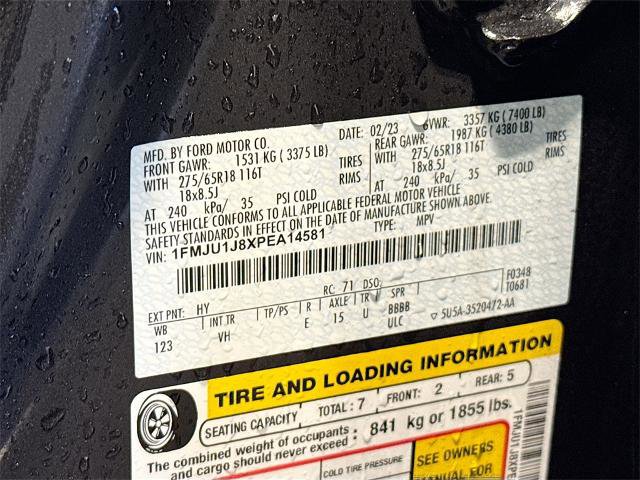 MFD. BY FORD MOTOR CO. DATE: 02/23 GVWR: 3357 KG ( 7400 LB)
FRONT GAWR: 1531 KG ( 3375 LB) REAR GAWR: 1987 KG ( 4380 LB)
WITH 275/65R18 116T TIRES WITH 275/65R18 116T TIRES
18x8.5J RIMS 18x8.5J RIMS
AT 240 kPa/ 35 PSI COLD AT 240 kPa/ 35 PSI COLD
THIS VEHICLE CONFORMS TO ALL APPLICABLE FEDERAL MOTOR VEHICLE
SAFETY STANDARDS IN EFFECT ON THE DATE OF MANUFACTURE SHOWN ABOVE.
VIN: 1FMJU1J8XPEA14581 TYPE: MPV
F0348
T0681
EXT PNT: HY RC: 71 DSO:
WB INT TR TP/PS R AXLE TR SPR
123 VH E 15 U BBBB
ULC ▽ 5U5A-3520472-AA
TIRE AND LOADING INFORMATION
SEATING CAPACITY TOTAL: 7 FRONT: 2 REAR: 5
The combined weight of occupants
and cargo should never exceed : 841 kg or 1855 lbs.
COLD TIRE PRESSURE
SEE OWNERS
MANUAL FOR